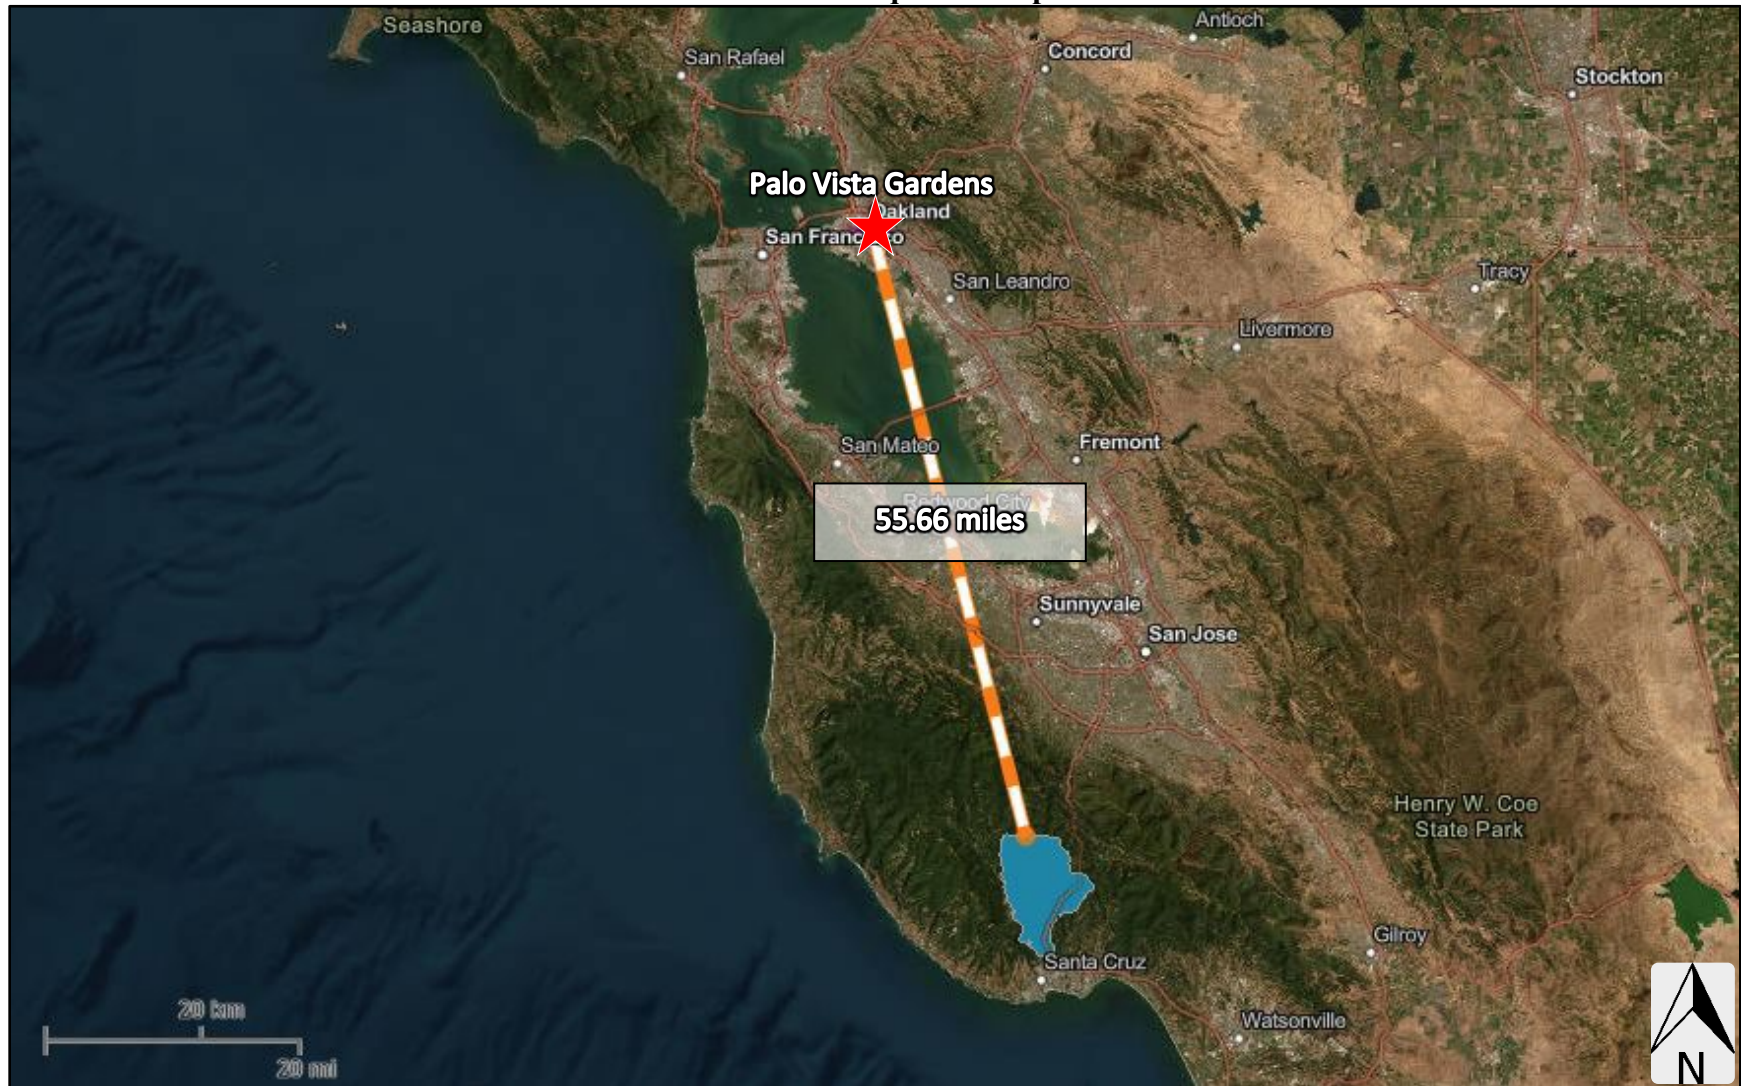 Seashore
Antioch
San Rafael
Concord
Stockton
Palo Vista Gardens
Oakland
San Francisco
San Leandro
Tracy
Livermore
San Mateo
Fremont
Redwood City
55.66 miles
Sunnyvale
San Jose
Henry W. Coe
State Park
Gilroy
Santa Cruz
20 km
Watsonville
20 mi
N